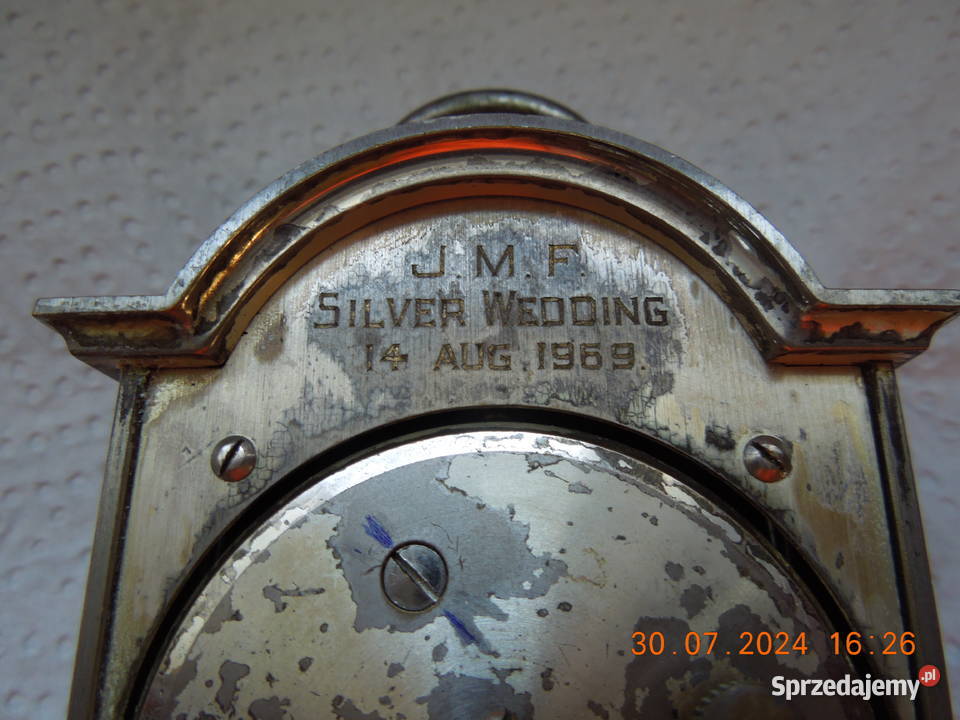 J. M. F.
SILVER WEDDING
14 AUG. 1969.
30.07.2024 16:26
Sprzedajemy.pl